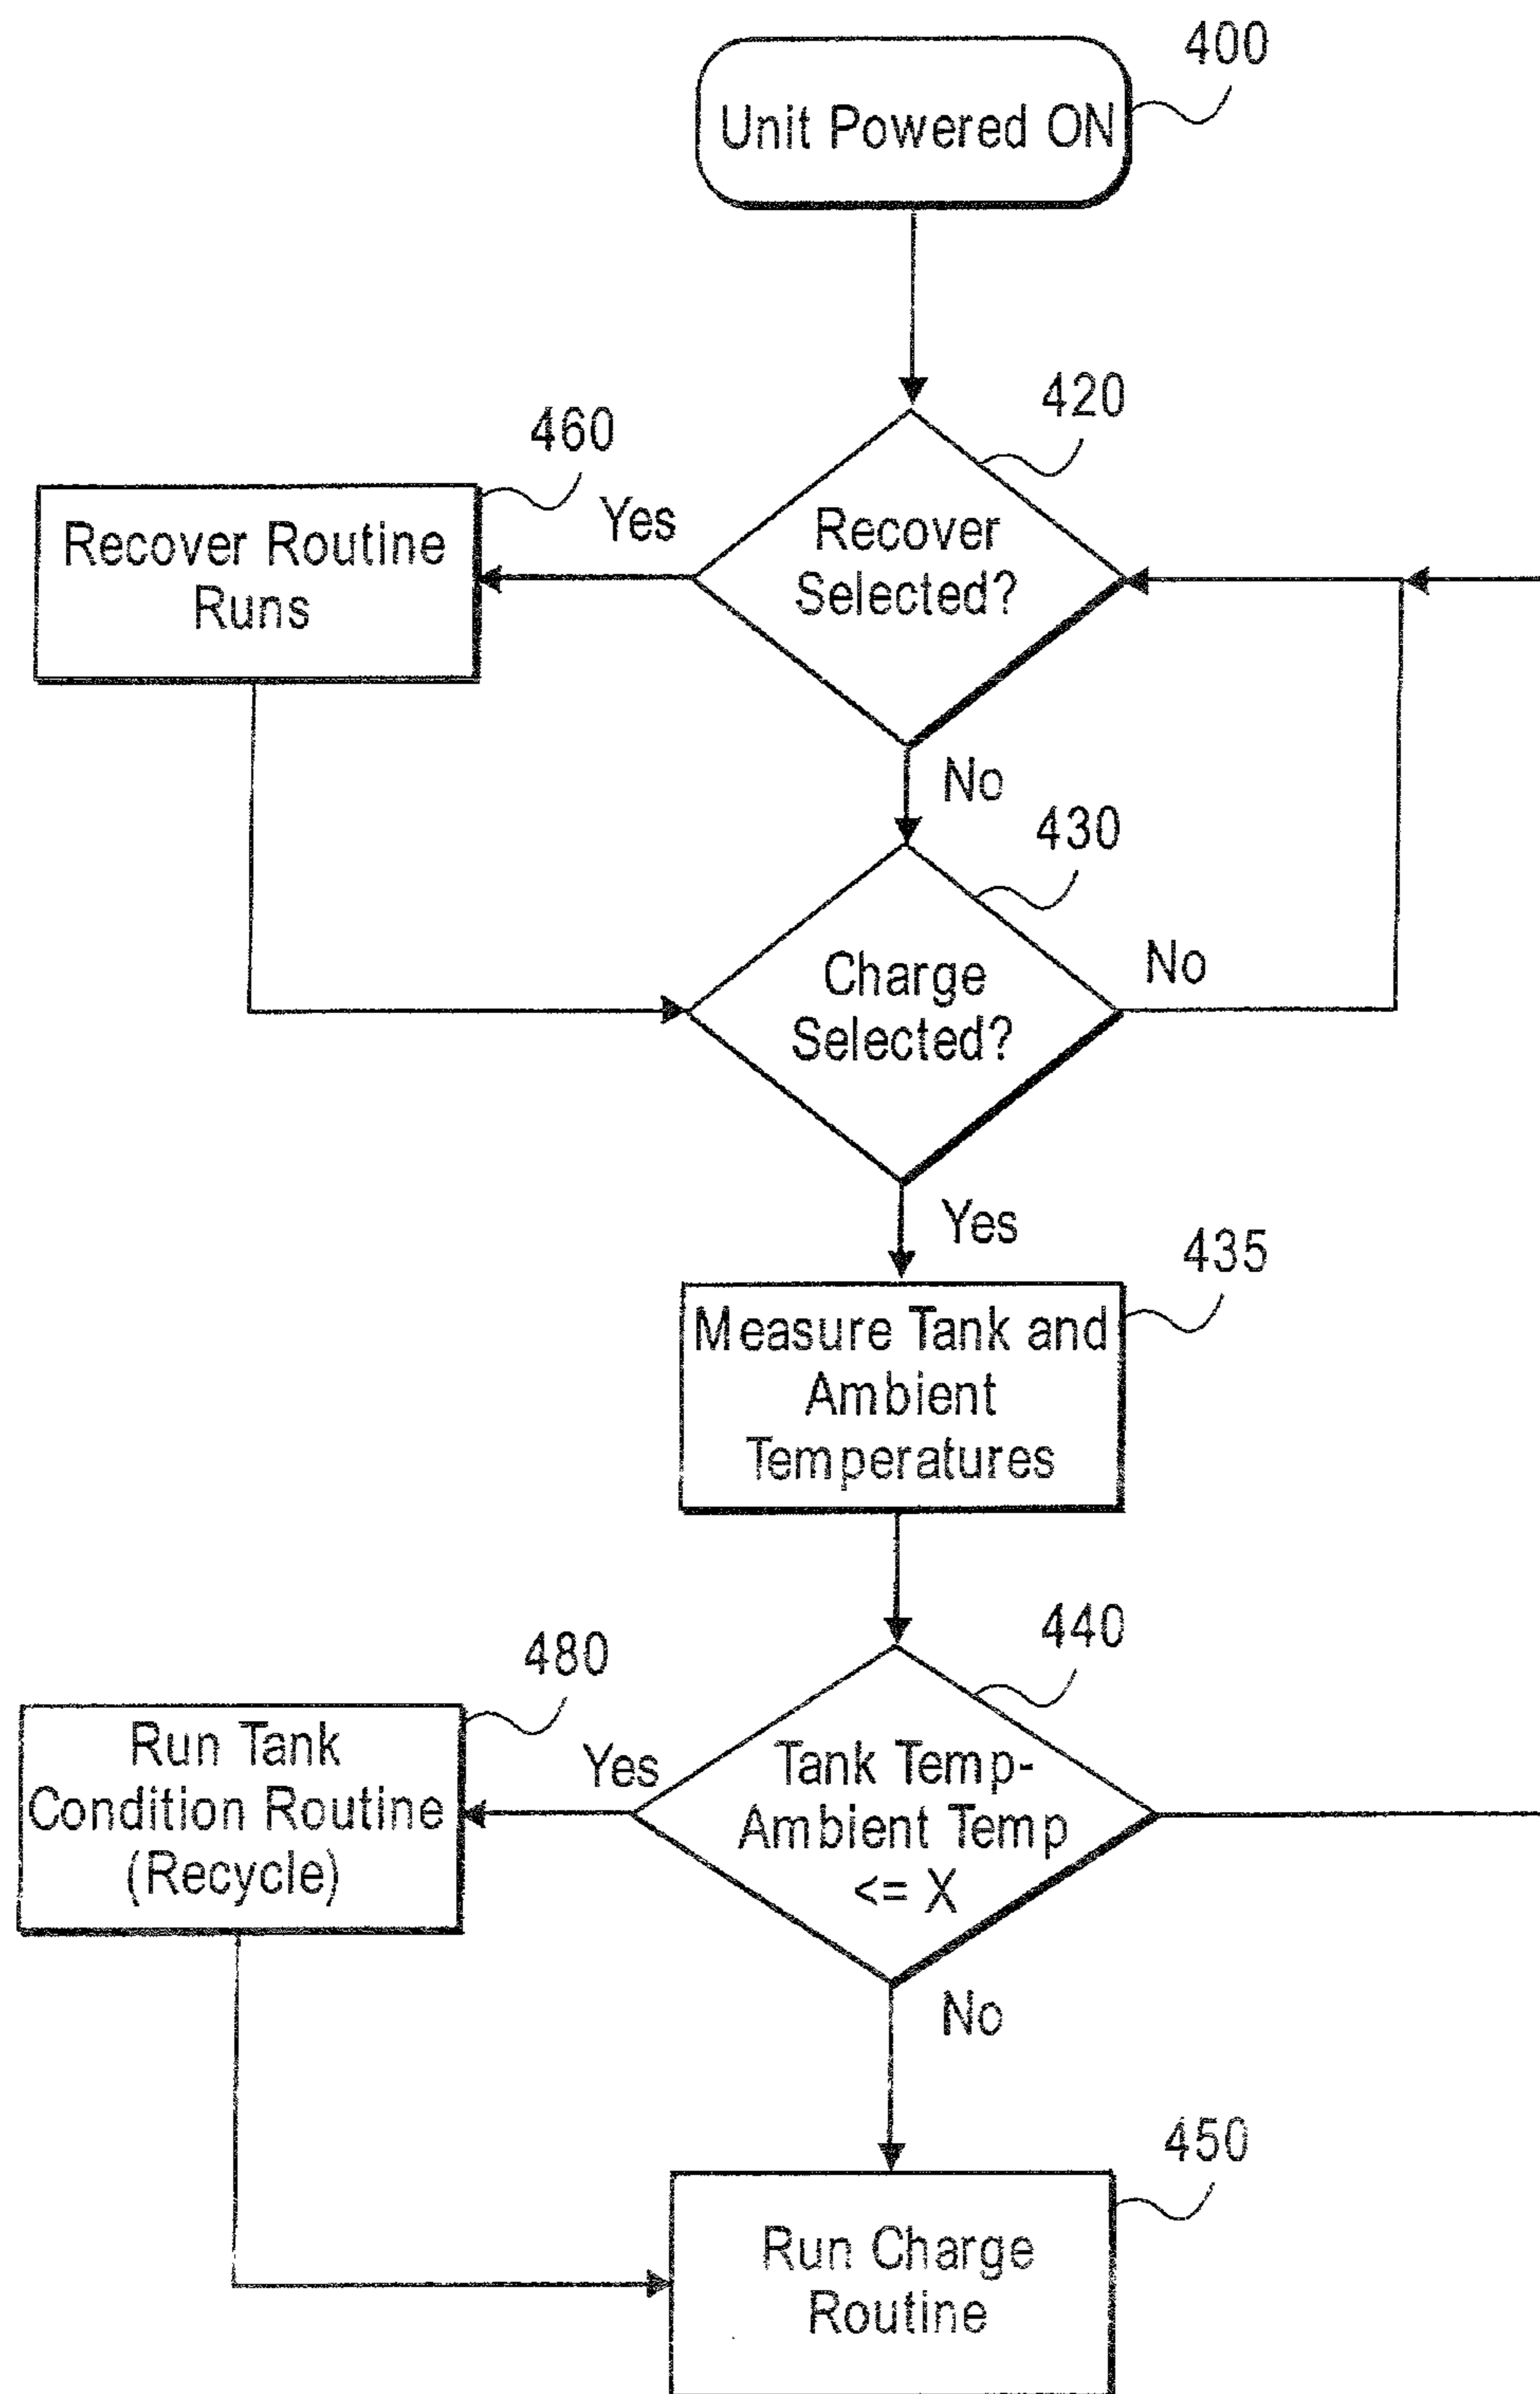 400
Unit Powered ON
420
460
Yes
Recover Routine
Runs
Recover
Selected?
No
430
Charge
Selected?
No
Yes
435
Measure Tank and
Ambient
Temperatures
440
480
Yes
Run Tank
Condition Routine
(Recycle)
Tank Temp-
Ambient Temp
<= X
No
450
Run Charge
Routine